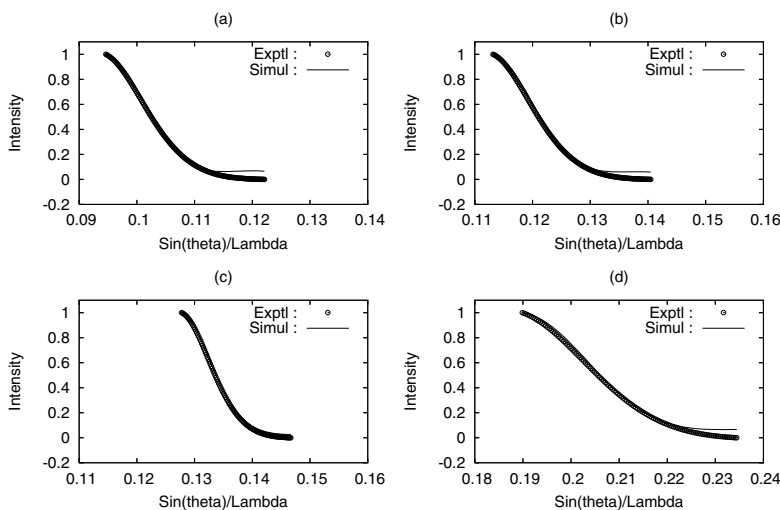 (a)
1
0.8
0.6
0.4
0.2
0
-0.2
Intensity
Exptl :
Simul :
0.09 0.1 0.11 0.12 0.13 0.14
Sin(theta)/Lambda
(b)
1
0.8
0.6
0.4
0.2
0
-0.2
Intensity
Exptl :
Simul :
0.11 0.12 0.13 0.14 0.15 0.16
Sin(theta)/Lambda
(c)
1
0.8
0.6
0.4
0.2
0
-0.2
Intensity
Exptl :
Simul :
0.11 0.12 0.13 0.14 0.15 0.16
Sin(theta)/Lambda
(d)
1
0.8
0.6
0.4
0.2
0
-0.2
Intensity
Exptl :
Simul :
0.18 0.19 0.2 0.21 0.22 0.23 0.24
Sin(theta)/Lambda